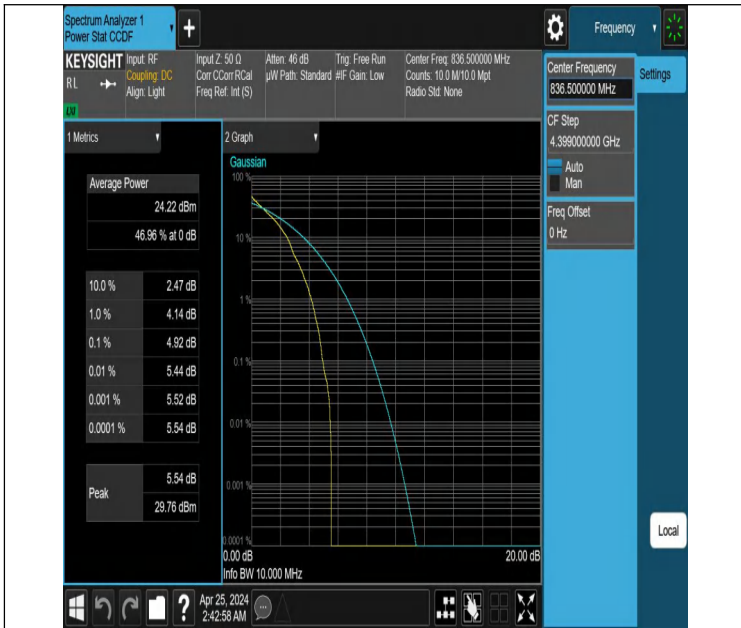 Spectrum Analyzer 1
Power Stat CCDF
+
Frequency
KEYSIGHT
RL
LXI
Input: RF
Coupling: DC
Align: Light
Input Z: 50 Ω
Corr CCorr RCal
Freq Ref: Int (S)
Atten: 46 dB
µW Path: Standard
Trig: Free Run
#IF Gain: Low
Center Freq: 836.500000 MHz
Counts: 10.0 M/10.0 Mpt
Radio Std: None
Center Frequency
836.500000 MHz
Settings
CF Step
4.399000000 GHz
Auto
Man
Freq Offset
0 Hz
1 Metrics
Average Power
24.22 dBm
46.96 % at 0 dB
10.0 % 2.47 dB
1.0 % 4.14 dB
0.1 % 4.92 dB
0.01 % 5.44 dB
0.001 % 5.52 dB
0.0001 % 5.54 dB
Peak
5.54 dB
29.76 dBm
2 Graph
Gaussian
100 %
10 %
1 %
0.1 %
0.01 %
0.001 %
0.0001 %
0.00 dB
20.00 dB
Info BW 10.000 MHz
Local
?
Apr 25, 2024
2:42:58 AM